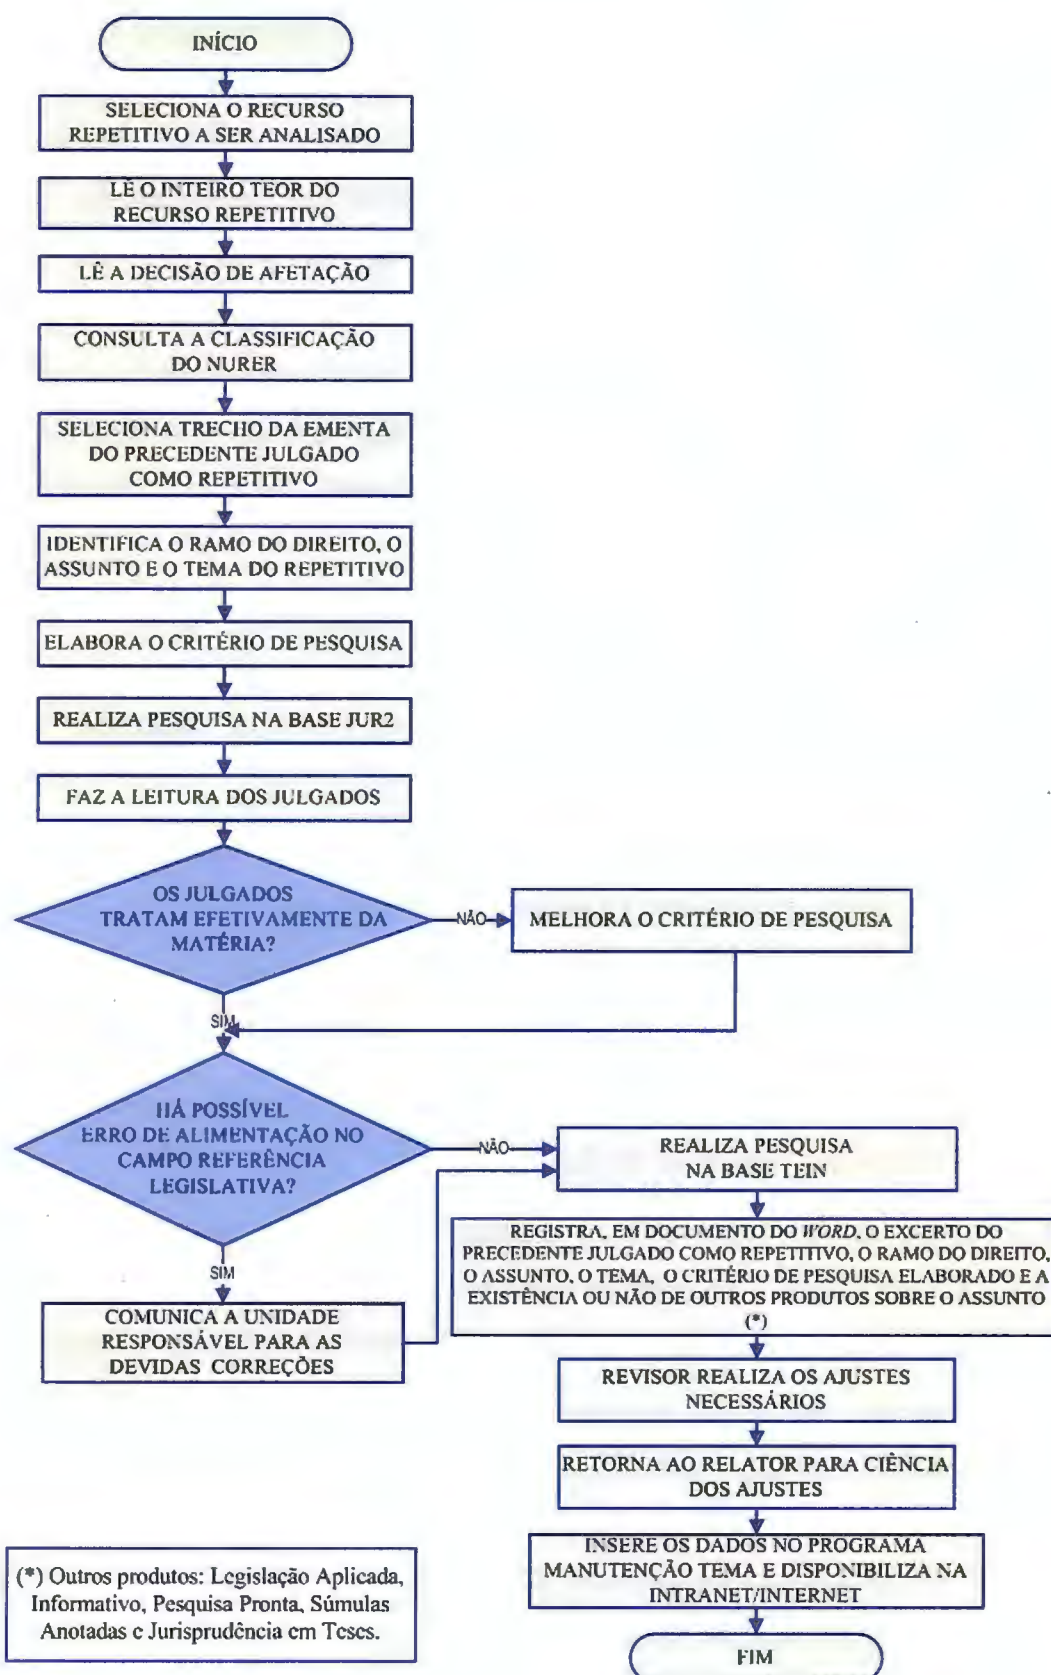 INÍCIO
SELECIONA O RECURSO
REPETITIVO A SER ANALISADO
LÊ O INTEIRO TEOR DO
RECURSO REPETITIVO
LÊ A DECISÃO DE AFETAÇÃO
CONSULTA A CLASSIFICAÇÃO
DO NURER
SELECIONA TRECHO DA EMENTA
DO PRECEDENTE JULGADO
COMO REPETITIVO
IDENTIFICA O RAMO DO DIREITO, O
ASSUNTO E O TEMA DO REPETITIVO
ELABORA O CRITÉRIO DE PESQUISA
REALIZA PESQUISA NA BASE JUR2
FAZ A LEITURA DOS JULGADOS
OS JULGADOS
TRATAM EFETIVAMENTE DA
MATÉRIA?
NÃO
MELHORA O CRITÉRIO DE PESQUISA
SIM
HÁ POSSÍVEL
ERRO DE ALIMENTAÇÃO NO
CAMPO REFERÊNCIA
LEGISLATIVA?
NÃO
REALIZA PESQUISA
NA BASE TEIN
SIM
COMUNICA A UNIDADE
RESPONSÁVEL PARA AS
DEVIDAS CORREÇÕES
REGISTRA, EM DOCUMENTO DO WORD, O EXCERTO DO
PRECEDENTE JULGADO COMO REPETITIVO, O RAMO DO DIREITO,
O ASSUNTO, O TEMA, O CRITÉRIO DE PESQUISA ELABORADO E A
EXISTÊNCIA OU NÃO DE OUTROS PRODUTOS SOBRE O ASSUNTO
(*)
REVISOR REALIZA OS AJUSTES
NECESSÁRIOS
RETORNA AO RELATOR PARA CIÊNCIA
DOS AJUSTES
INSERE OS DADOS NO PROGRAMA
MANUTENÇÃO TEMA E DISPONIBILIZA NA
INTRANET/INTERNET
FIM
(*) Outros produtos: Legislação Aplicada,
Informativo, Pesquisa Pronta, Súmulas
Anotadas e Jurisprudência em Teses.